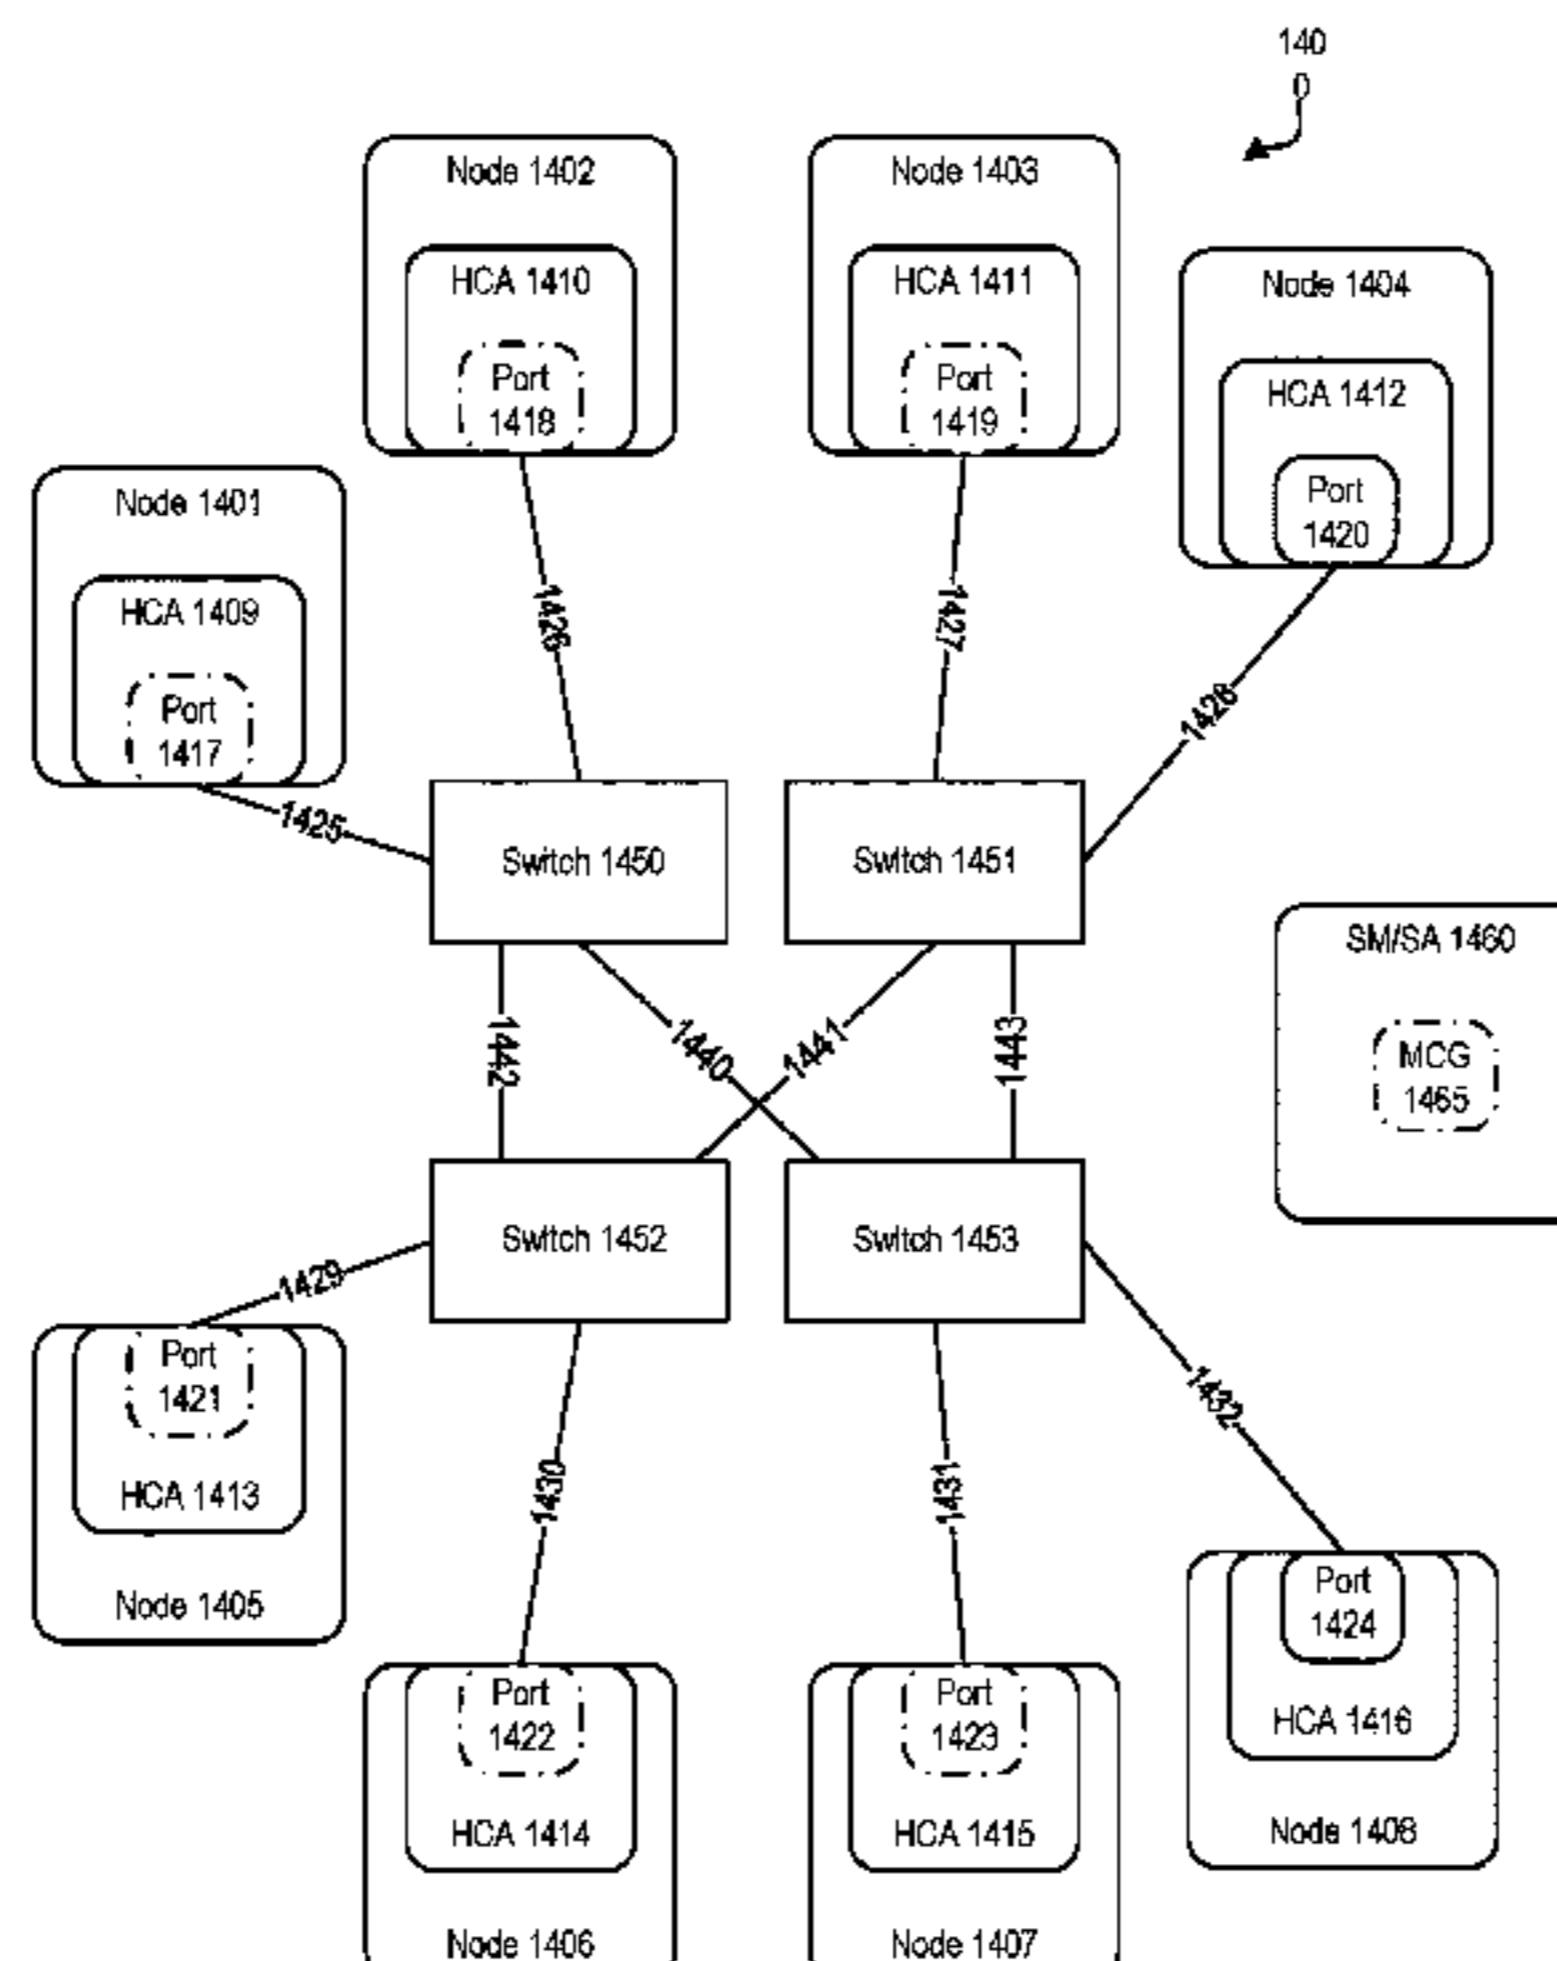 140
0
Node 1402
HCA 1410
Port
1418
Node 1403
HCA 1411
Port
1419
Node 1404
HCA 1412
Port
1420
Node 1401
HCA 1409
Port
1417
1426
1427
1428
1425
Switch 1450
Switch 1451
SM/SA 1460
MCG
1465
1442
1440
1441
1443
Switch 1452
Switch 1453
1429
1430
1431
1432
Port
1421
HCA 1413
Node 1405
Port
1422
HCA 1414
Node 1406
Port
1423
HCA 1415
Node 1407
Port
1424
HCA 1416
Node 1408